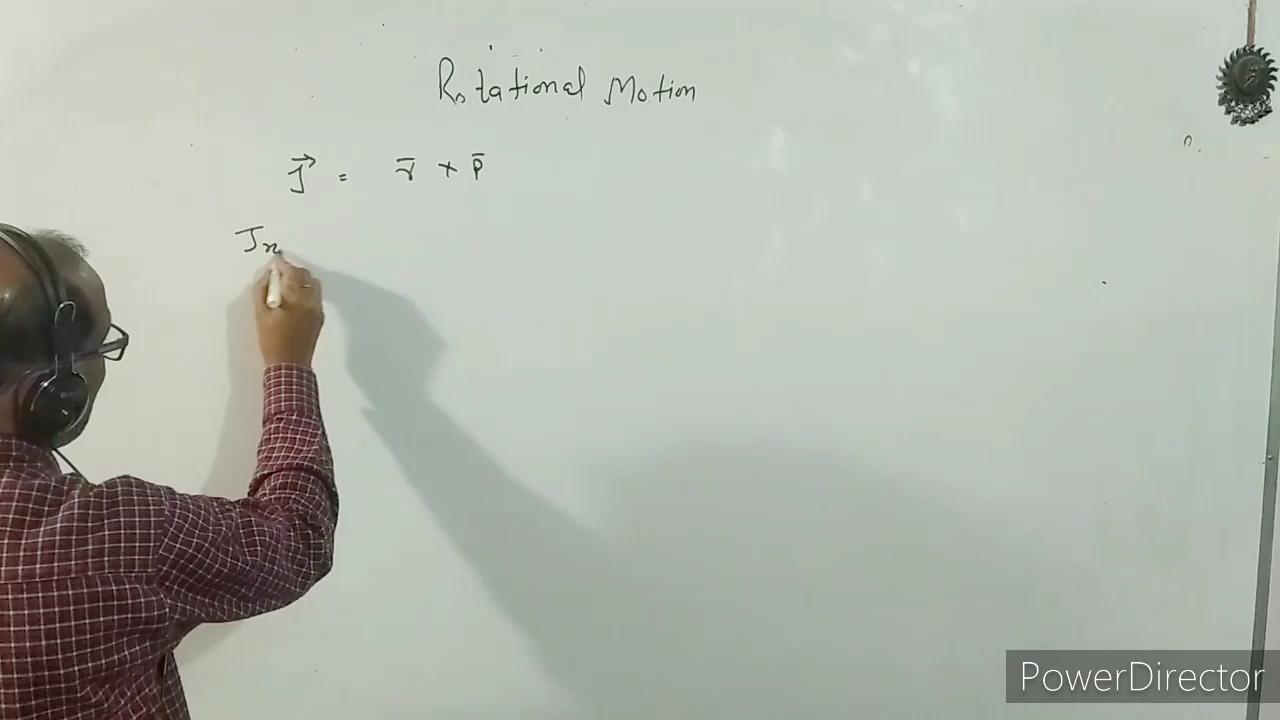 Rotational Motion
J⃗ = r̄ × p̄
Jx
PowerDirector